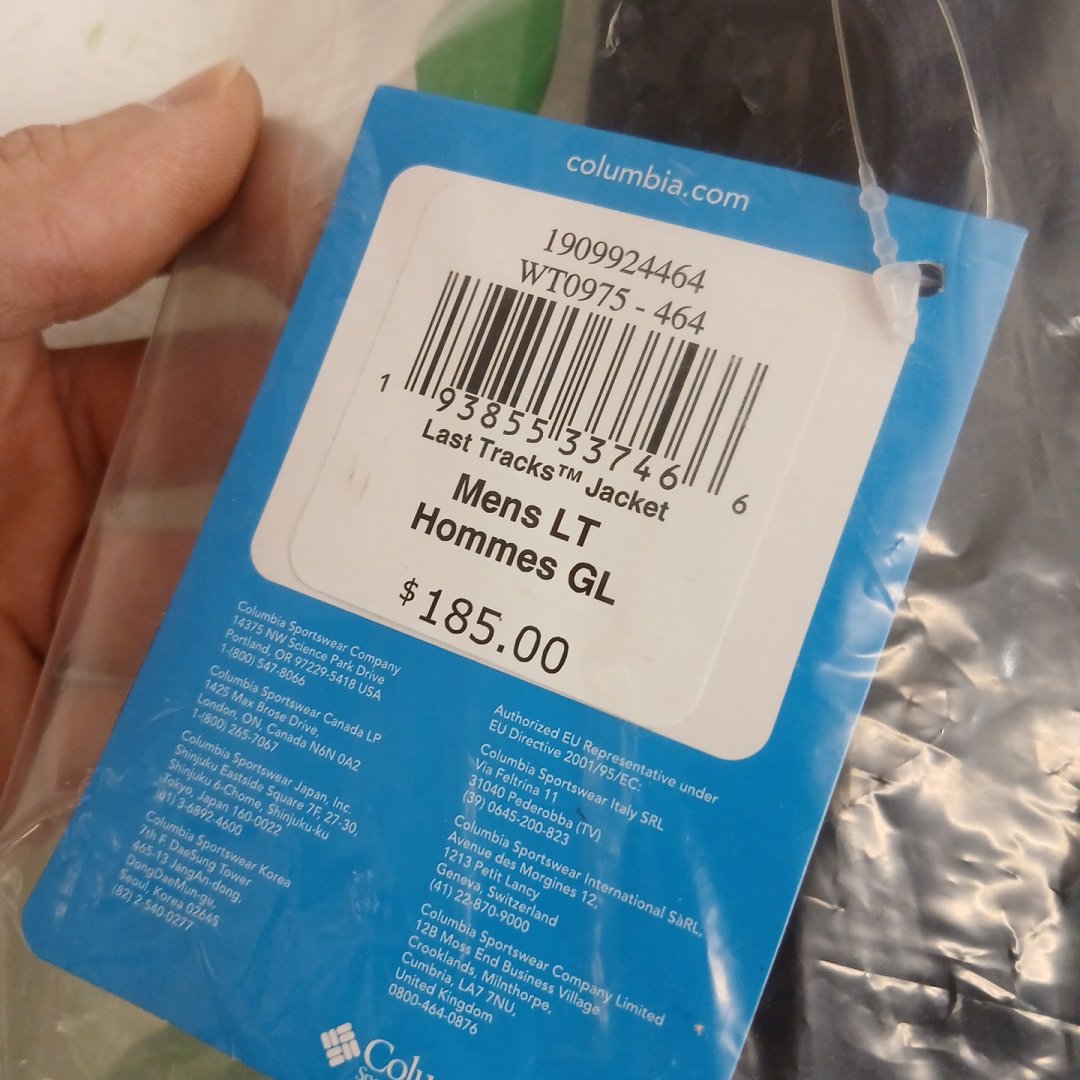 columbia.com
1909924464
WT0975 - 464
1 93855 33746 6
Last Tracks™ Jacket
Mens LT
Hommes GL
$185.00
Columbia Sportswear Company
14375 NW Science Park Drive
Portland, OR 97229-5418 USA
1-(800) 547-8066
Columbia Sportswear Canada LP
1425 Max Brose Drive,
London, ON, Canada N6N 0A2
1-(800) 265-7067
Columbia Sportswear Japan, Inc.
Shinjuku Eastside Square 7F, 27-30,
Shinjuku 6-Chome, Shinjuku-ku
Tokyo, Japan 160-0022
(81) 3-6892-4600
Columbia Sportswear Korea
7th F DaeSung Tower
465-13 JangAn-dong,
DongDaeMun-gu,
Seoul, Korea 02645
(82) 2-540-0277
Authorized EU Representative under
EU Directive 2001/95/EC:
Columbia Sportswear Italy SRL
Via Feltrina 11
31040 Pederobba (TV)
(39) 0645-200-823
Columbia Sportswear International SàRL,
Avenue des Morgines 12,
1213 Petit Lancy
Geneva, Switzerland
(41) 22-870-9000
Columbia Sportswear Company Limited
12B Moss End Business Village
Crooklands, Milnthorpe,
Cumbria, LA7 7NU,
United Kingdom
0800-464-0876
Colu